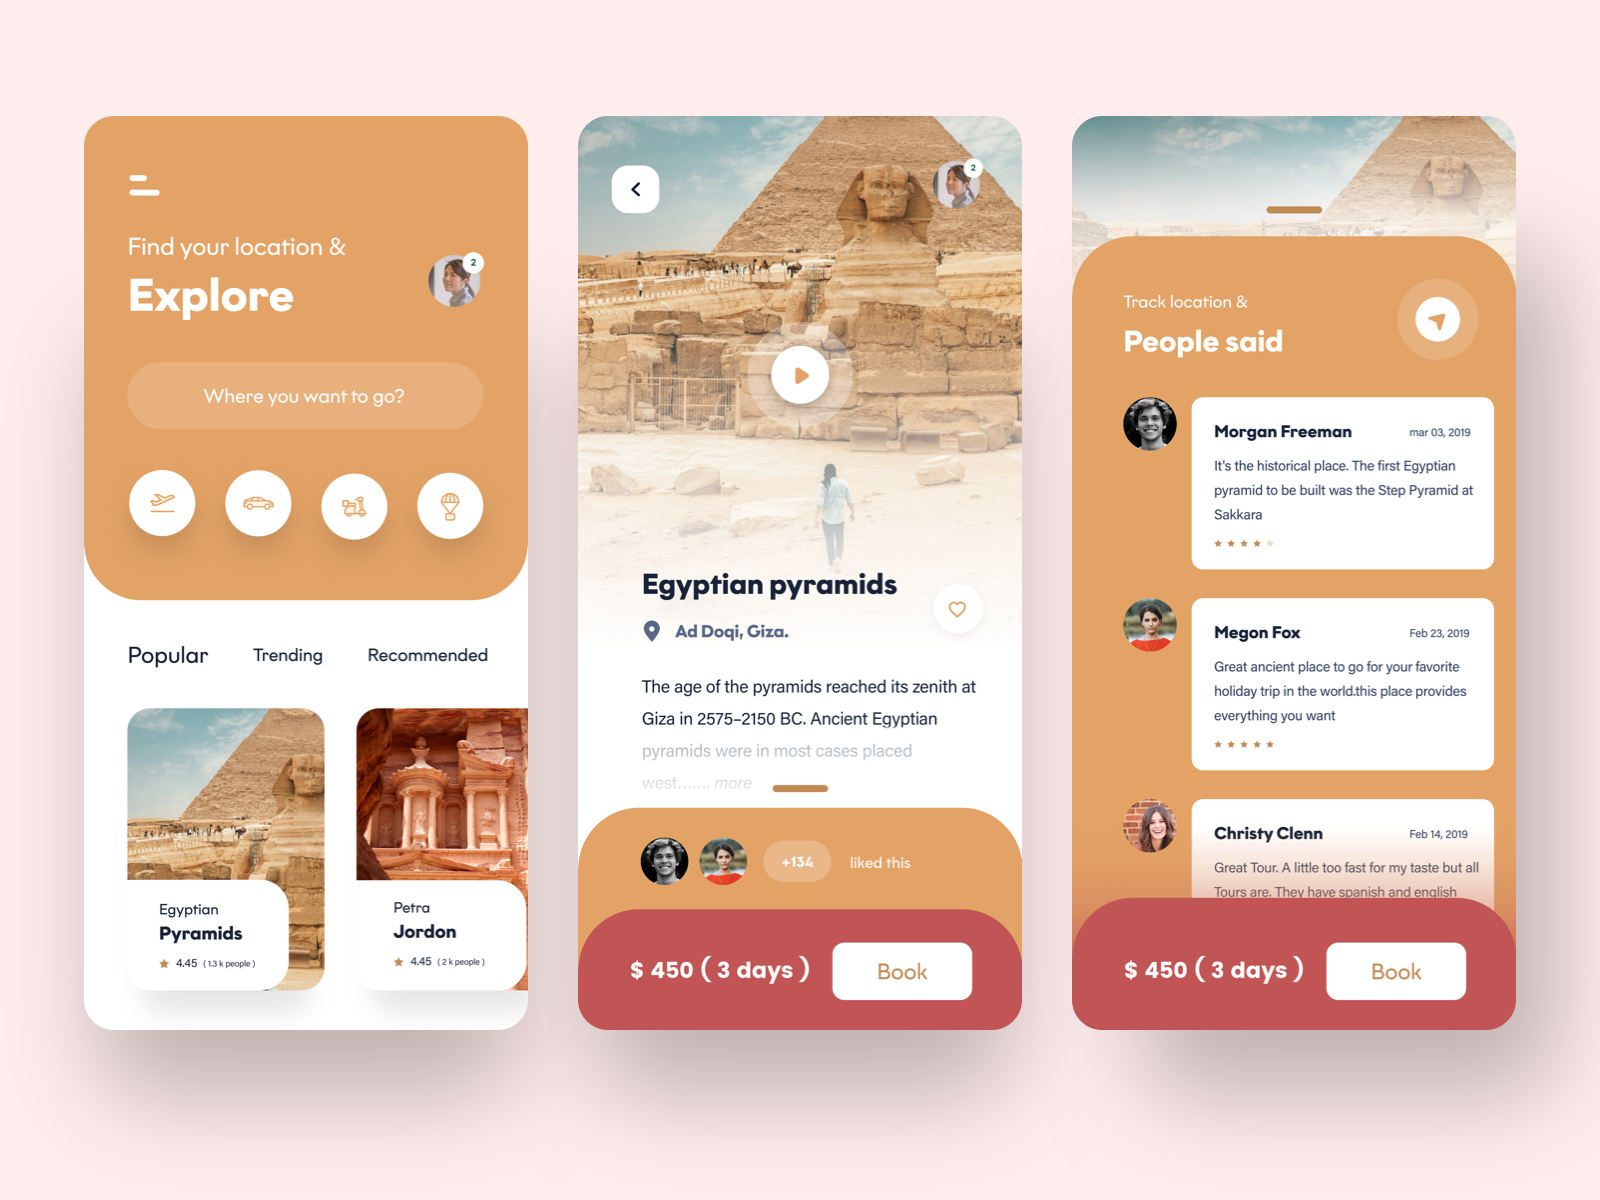 Find your location &
Explore
2
Where you want to go?
Popular
Trending
Recommended
Egyptian
Pyramids
4.45 ( 1.3 k people )
Petra
Jordon
4.45 ( 2 k people )
2
Egyptian pyramids
Ad Doqi, Giza.
The age of the pyramids reached its zenith at
Giza in 2575–2150 BC. Ancient Egyptian
pyramids were in most cases placed
west....... more
+134
liked this
$ 450 ( 3 days )
Book
Track location &
People said
Morgan Freeman
mar 03, 2019
It's the historical place. The first Egyptian
pyramid to be built was the Step Pyramid at
Sakkara
Megon Fox
Feb 23, 2019
Great ancient place to go for your favorite
holiday trip in the world.this place provides
everything you want
Christy Clenn
Feb 14, 2019
Great Tour. A little too fast for my taste but all
Tours are. They have spanish and english
$ 450 ( 3 days )
Book